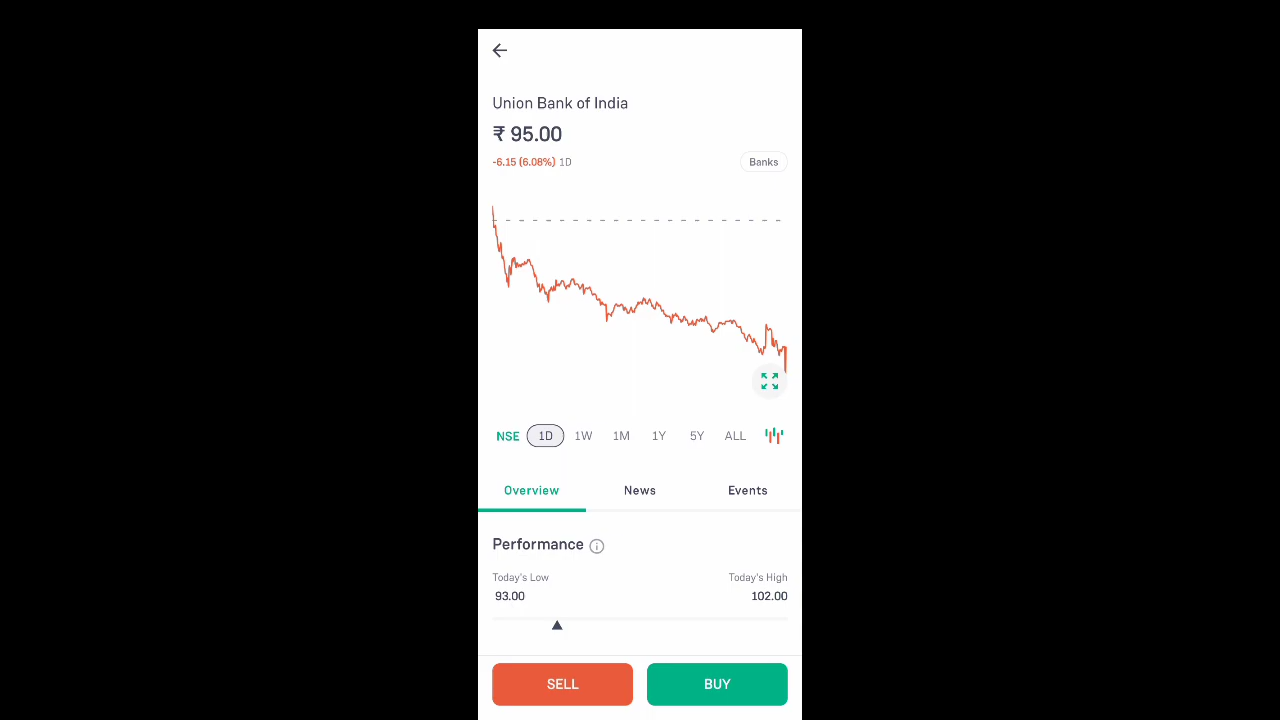 Union Bank of India
₹ 95.00
-6.15 (6.08%) 1D
Banks
NSE 1D 1W 1M 1Y 5Y ALL
Overview News Events
Performance
Today's Low Today's High
93.00 102.00
SELL BUY